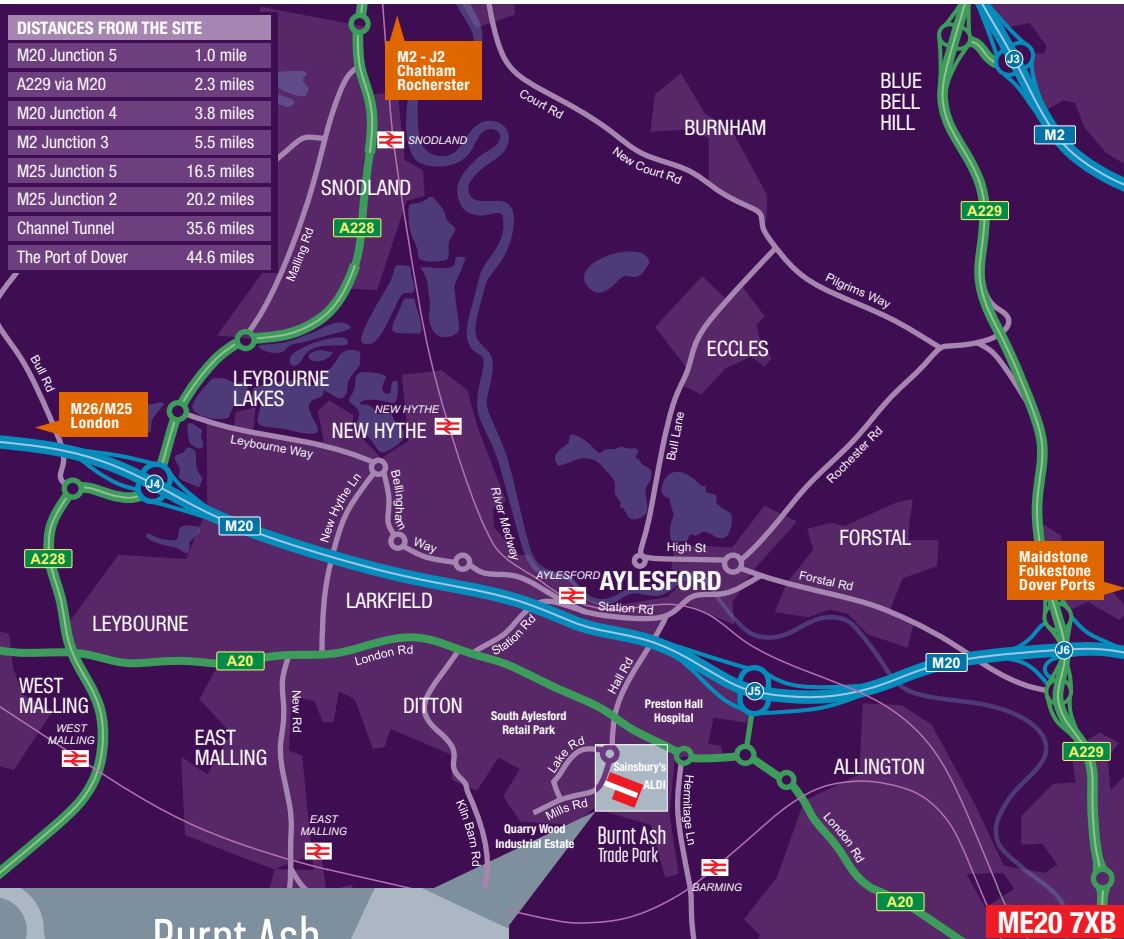 DISTANCES FROM THE SITE
M20 Junction 5 1.0 mile
A229 via M20 2.3 miles
M20 Junction 4 3.8 miles
M2 Junction 3 5.5 miles
M25 Junction 5 16.5 miles
M25 Junction 2 20.2 miles
Channel Tunnel 35.6 miles
The Port of Dover 44.6 miles
M2 - J2
Chatham
Rocherster
SNODLAND
SNODLAND
A228
Malling Rd
Court Rd
New Court Rd
BURNHAM
BLUE
BELL
HILL
J3
M2
A229
Pilgrims Way
ECCLES
Bull Lane
Rochester Rd
Bull Rd
M26/M25
London
LEYBOURNE
LAKES
NEW HYTHE
NEW HYTHE
Leybourne Way
J4
M20
New Hythe Ln
Bellingham
Way
River Medway
High St
AYLESFORD
AYLESFORD
Station Rd
FORSTAL
Forstal Rd
Maidstone
Folkestone
Dover Ports
A228
LEYBOURNE
LARKFIELD
A20
London Rd
Station Rd
Hall Rd
J5
M20
J6
WEST
MALLING
WEST
MALLING
New Rd
EAST
MALLING
DITTON
South Aylesford
Retail Park
Preston Hall
Hospital
Lake Rd
Sainsbury's
ALDI
Mills Rd
Quarry Wood
Industrial Estate
Burnt Ash
Trade Park
Hermitage Ln
Kiln Barn Rd
EAST
MALLING
BARMING
ALLINGTON
A229
London Rd
A20
ME20 7XB
Burnt Ash